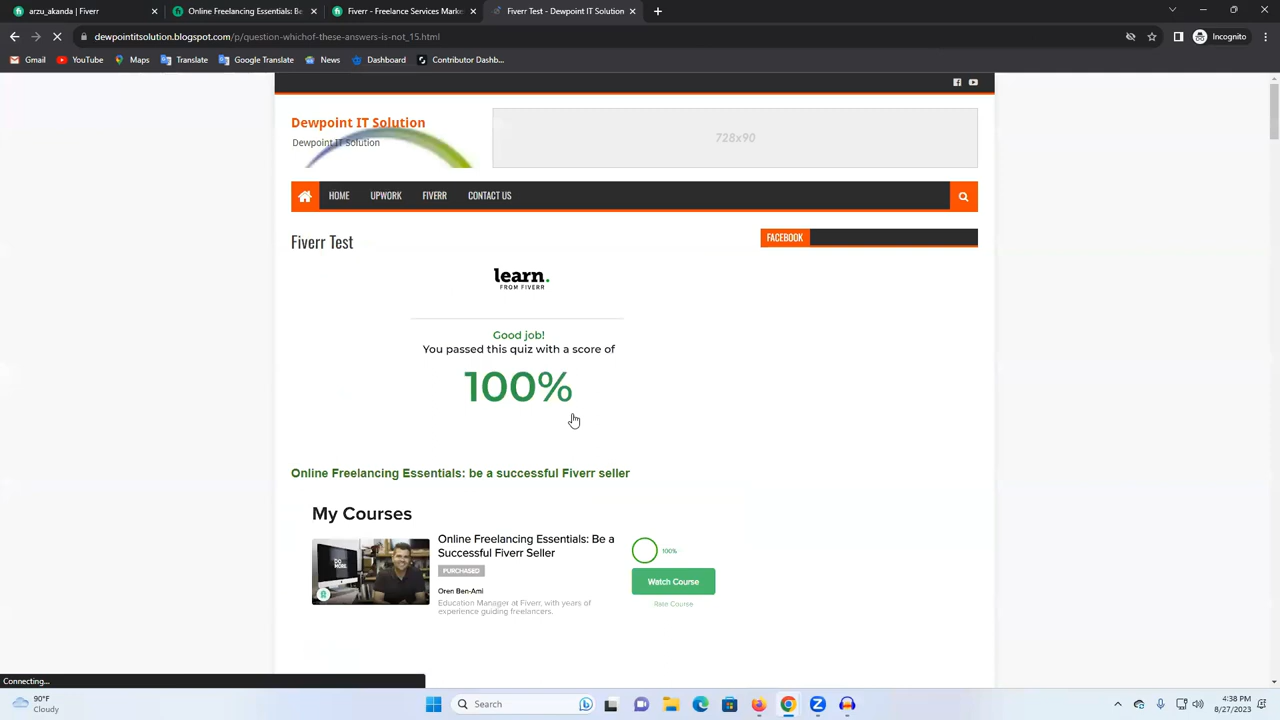 arzu_akanda | Fiverr
Online Freelancing Essentials: Be
Freelance Services Market
Fiverr Test - Dewpoint IT Solution
dewpointitsolution.blogspot.com/p/question-whichof-these-answers-is-not_15.html
Incognito
Gmail
YouTube
Maps
Translate
Google Translate
News
Dashboard
Contributor Dashb...
Dewpoint IT Solution
Dewpoint IT Solution
728x90
HOME
UPWORK
FIVERR
CONTACT US
Fiverr Test
FACEBOOK
learn.
FROM FIVERR
Good job!
You passed this quiz with a score of
100%
Online Freelancing Essentials: be a successful Fiverr seller
My Courses
DO
MORE.
Online Freelancing Essentials: Be a
Successful Fiverr Seller
PURCHASED
Oren Ben-Ami
Education Manager at Fiverr, with years of
experience guiding freelancers.
100%
Watch Course
Rate Course
Connecting...
90°F
Cloudy
Search
4:38 PM
8/27/2023